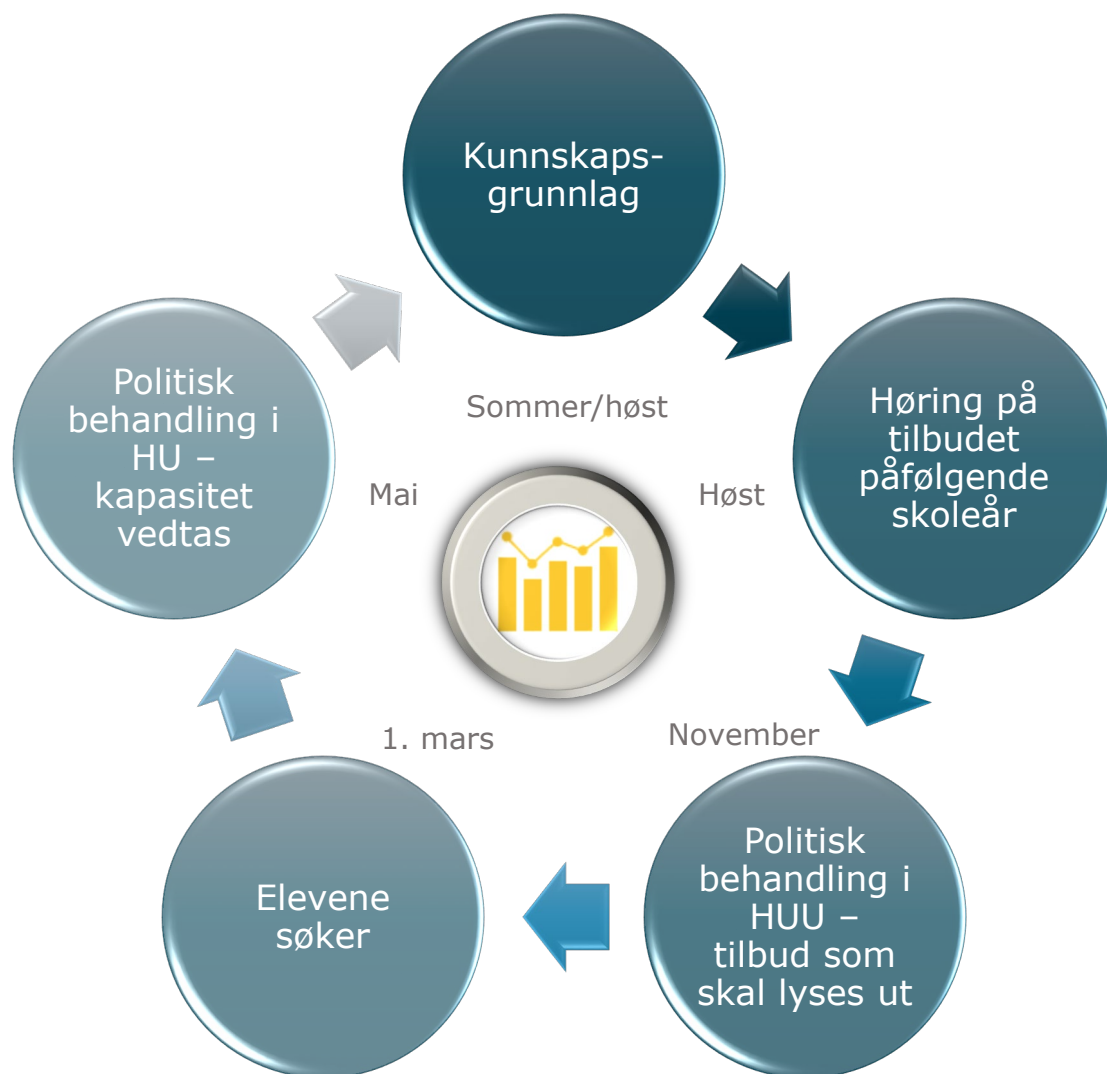 Kunnskaps-
grunnlag
Sommer/høst
Høring på
tilbudet
påfølgende
skoleår
Høst
Politisk
behandling i
HUU –
tilbud som
skal lyses ut
November
Elevene
søker
1. mars
Politisk
behandling i
HU –
kapasitet
vedtas
Mai